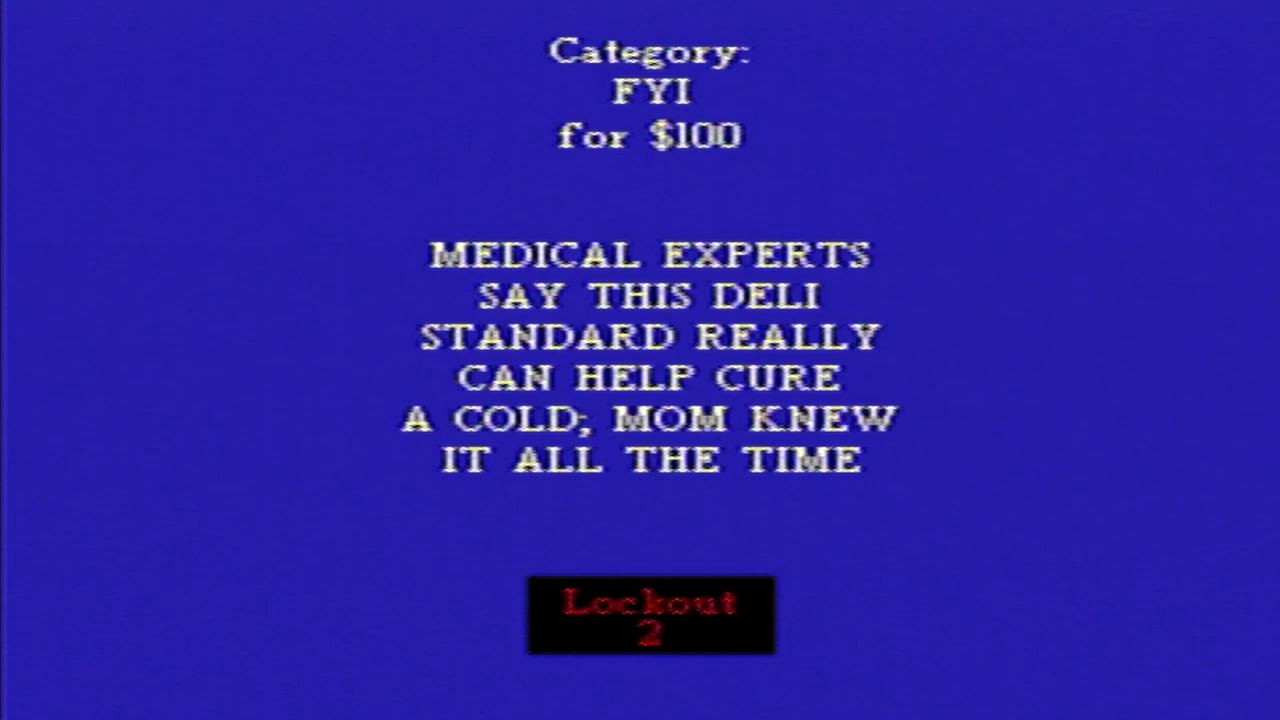 Category:
FYI
for $100
MEDICAL EXPERTS
SAY THIS DELI
STANDARD REALLY
CAN HELP CURE
A COLD; MOM KNEW
IT ALL THE TIME
Lockout
2